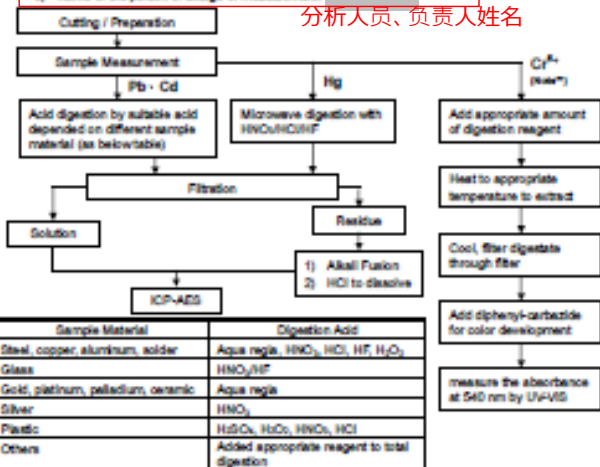 分析人员、负责人姓名
Cutting / Preparation
Sample Measurement
Pb、Cd
Hg
Cr⁶⁺
Acid digestion by suitable acid
depended on different sample
material (as below table)
Microwave digestion with
HNO₃/HCl/HF
Add appropriate amount
of digestion reagent
Filtration
Heat to appropriate
temperature to extract
Solution
Residue
Cool, filter digestate
through filter
1) Alkali Fusion
2) HCl to dissolve
ICP-AES
Add diphenyl-carbazide
for color development
measure the absorbance
at 540 nm by UV-VIS
Sample Material Digestion Acid
Steel, copper, aluminum, solder Aqua regia, HNO₃, HCl, HF, H₂O₂
Glass HNO₃/HF
Gold, platinum, palladium, ceramic Aqua regia
Silver HNO₃
Plastic H₂SO₄, H₂O₂, HNO₃, HCl
Others Added appropriate reagent to total
digestion